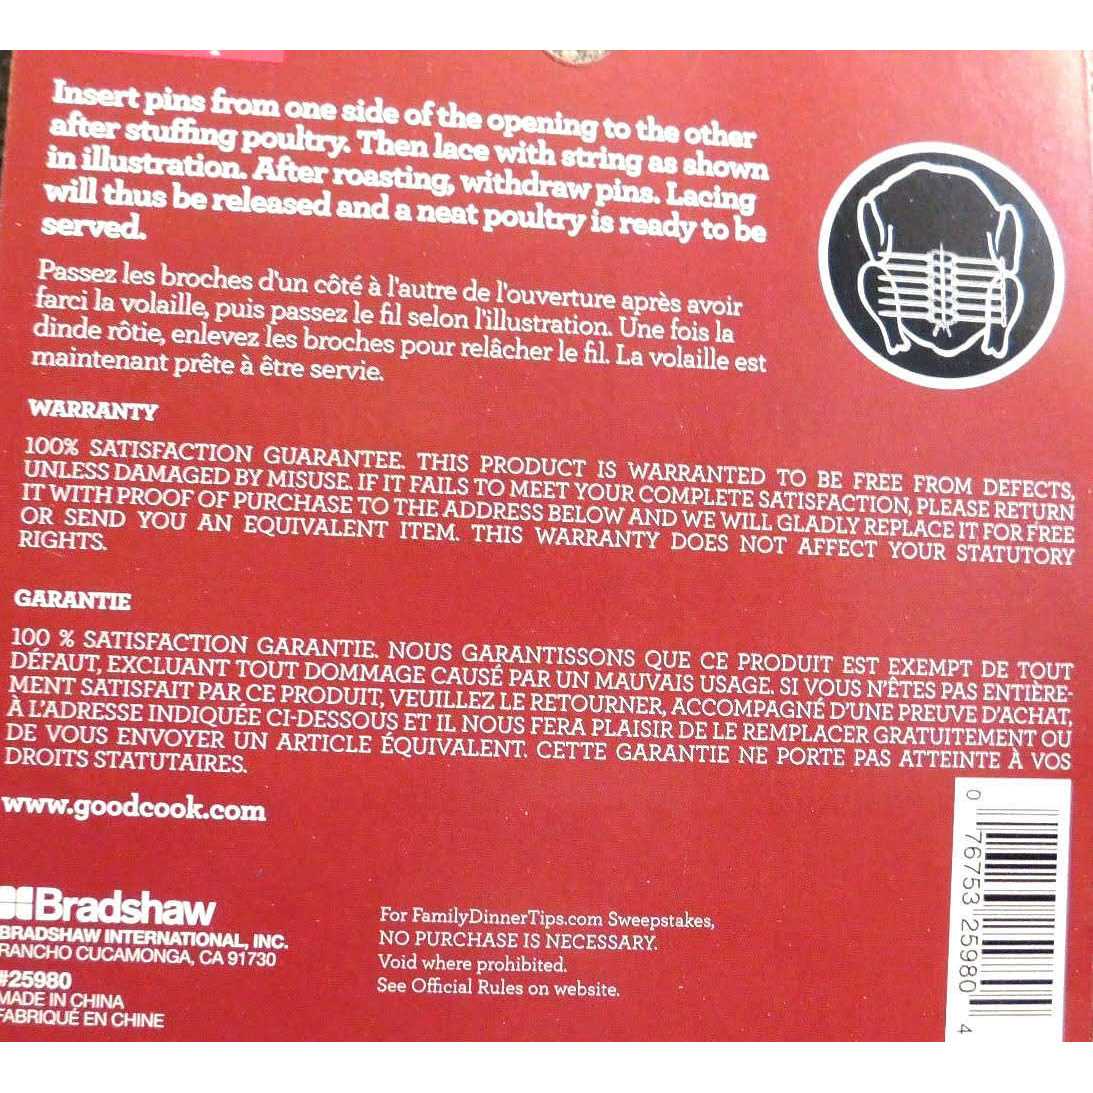 Insert pins from one side of the opening to the other
after stuffing poultry. Then lace with string as shown
in illustration. After roasting, withdraw pins. Lacing
will thus be released and a neat poultry is ready to be
served.
Passez les broches d'un côté à l'autre de l'ouverture après avoir
farci la volaille, puis passez le fil selon l'illustration. Une fois la
dinde rôtie, enlevez les broches pour relâcher le fil. La volaille est
maintenant prête à être servie.
WARRANTY
100% SATISFACTION GUARANTEE. THIS PRODUCT IS WARRANTED TO BE FREE FROM DEFECTS,
UNLESS DAMAGED BY MISUSE. IF IT FAILS TO MEET YOUR COMPLETE SATISFACTION, PLEASE RETURN
IT WITH PROOF OF PURCHASE TO THE ADDRESS BELOW AND WE WILL GLADLY REPLACE IT FOR FREE
OR SEND YOU AN EQUIVALENT ITEM. THIS WARRANTY DOES NOT AFFECT YOUR STATUTORY
RIGHTS.
GARANTIE
100 % SATISFACTION GARANTIE. NOUS GARANTISSONS QUE CE PRODUIT EST EXEMPT DE TOUT
DÉFAUT, EXCLUANT TOUT DOMMAGE CAUSÉ PAR UN MAUVAIS USAGE. SI VOUS N'ÊTES PAS ENTIÈRE-
MENT SATISFAIT PAR CE PRODUIT, VEUILLEZ LE RETOURNER, ACCOMPAGNÉ D'UNE PREUVE D'ACHAT,
À L'ADRESSE INDIQUÉE CI-DESSOUS ET IL NOUS FERA PLAISIR DE LE REMPLACER GRATUITEMENT OU
DE VOUS ENVOYER UN ARTICLE ÉQUIVALENT. CETTE GARANTIE NE PORTE PAS ATTEINTE À VOS
DROITS STATUTAIRES.
www.goodcook.com
Bradshaw
BRADSHAW INTERNATIONAL, INC.
RANCHO CUCAMONGA, CA 91730
#25980
MADE IN CHINA
FABRIQUÉ EN CHINE
For FamilyDinnerTips.com Sweepstakes,
NO PURCHASE IS NECESSARY.
Void where prohibited.
See Official Rules on website.
0 76753 25980 4